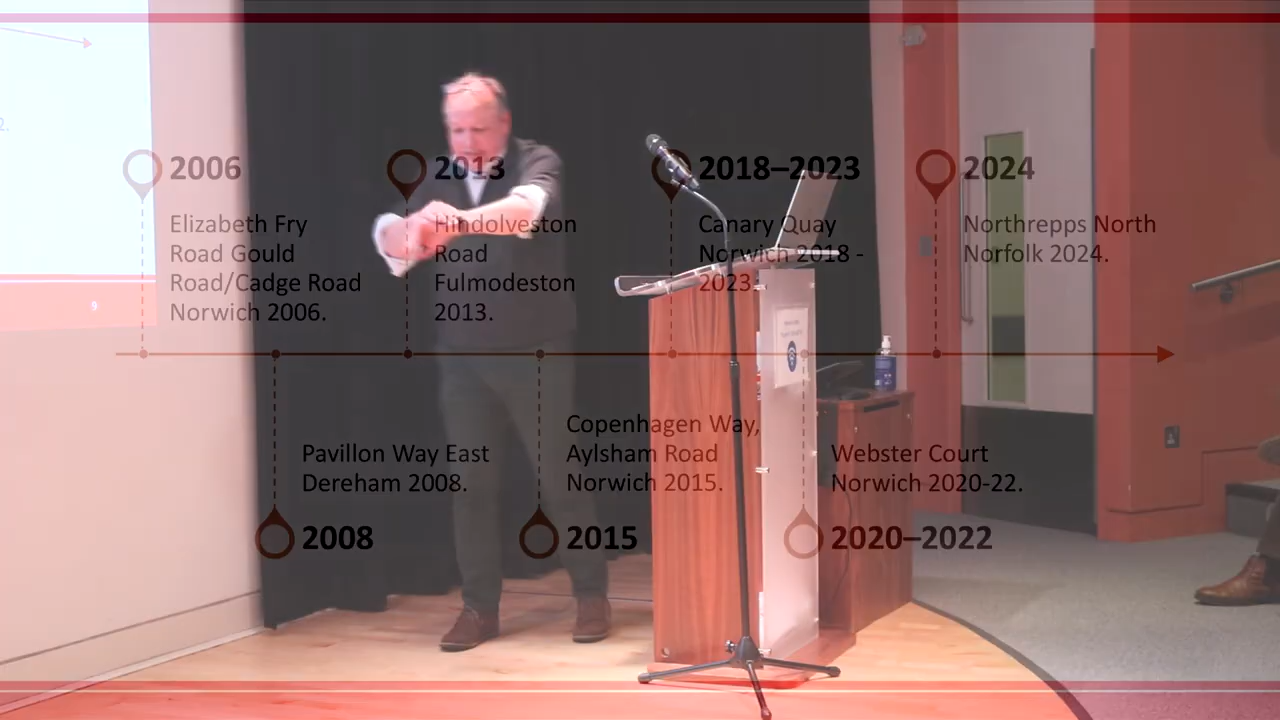 2.
2006
2013
2018–2023
2024
Elizabeth Fry
Road Gould
Road/Cadge Road
Norwich 2006.
Hindolveston
Road
Fulmodeston
2013.
Canary Quay
Norwich 2018 -
2023.
Northrepps North
Norfolk 2024.
9
Pavillon Way East
Dereham 2008.
Copenhagen Way,
Aylsham Road
Norwich 2015.
Webster Court
Norwich 2020-22.
2008
2015
2020–2022